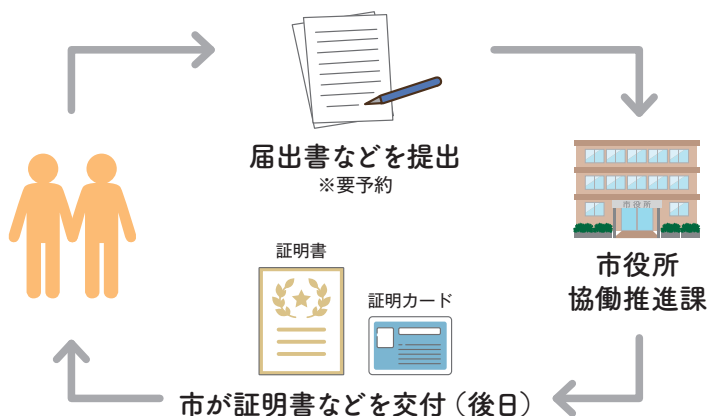 届出書などを提出
※要予約
市役所
市役所
協働推進課
証明書
証明カード
市が証明書などを交付（後日）